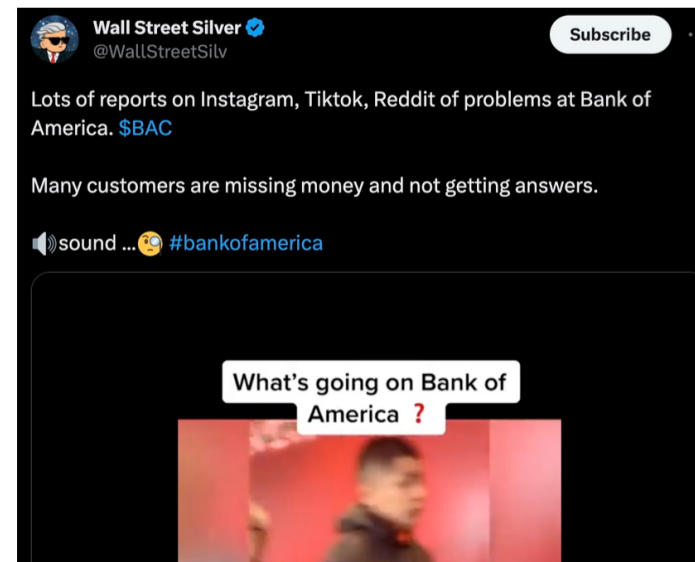 Wall Street Silver
@WallStreetSilv
Subscribe
Lots of reports on Instagram, Tiktok, Reddit of problems at Bank of
America. $BAC
Many customers are missing money and not getting answers.
🔊sound ...🧐 #bankofamerica
What’s going on Bank of
America ❓